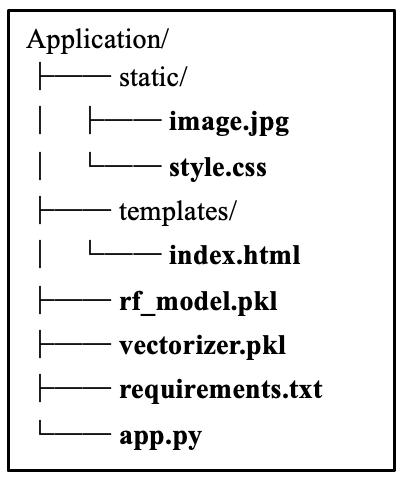 Application/
├── static/
│ ├── image.jpg
│ └── style.css
├── templates/
│ └── index.html
├── rf_model.pkl
├── vectorizer.pkl
├── requirements.txt
└── app.py